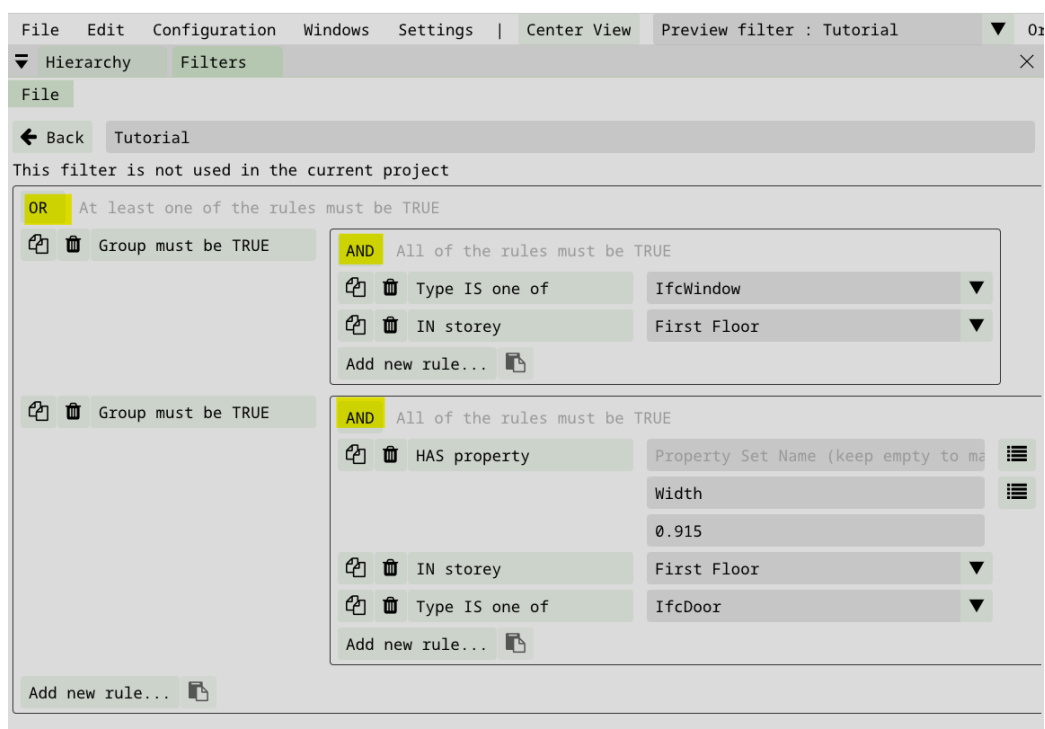 File Edit Configuration Windows Settings | Center View Preview filter : Tutorial Or
Hierarchy Filters
File
Back Tutorial
This filter is not used in the current project
OR At least one of the rules must be TRUE
Group must be TRUE
AND All of the rules must be TRUE
Type IS one of IfcWindow
IN storey First Floor
Add new rule...
Group must be TRUE
AND All of the rules must be TRUE
HAS property Property Set Name (keep empty to ma
Width
0.915
IN storey First Floor
Type IS one of IfcDoor
Add new rule...
Add new rule...